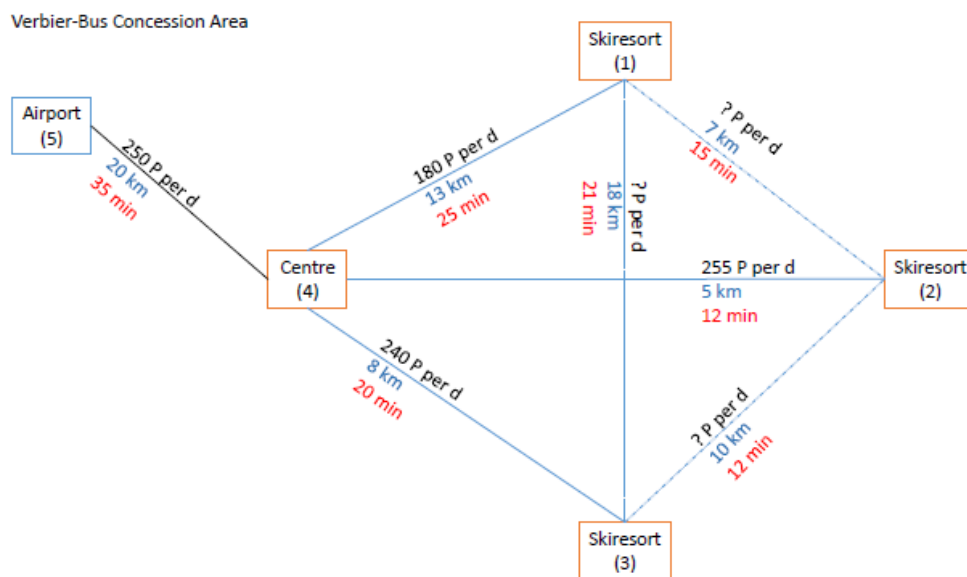 Verbier-Bus Concession Area
Skiresort
(1)
Airport
(5)
250 P per d
20 km
35 min
180 P per d
13 km
25 min
? P per d
7 km
15 min
? P per d
18 km
21 min
Centre
(4)
255 P per d
5 km
12 min
Skiresort
(2)
240 P per d
8 km
20 min
? P per d
10 km
12 min
Skiresort
(3)